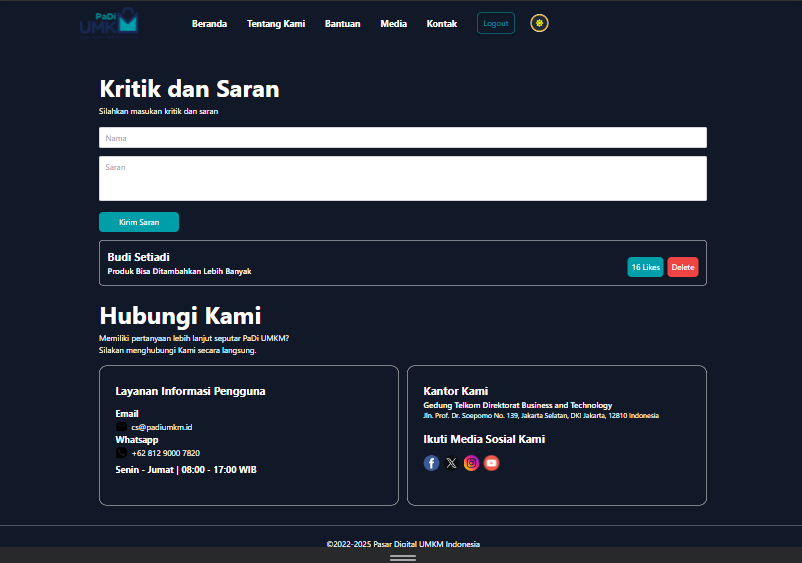 PaDi
UMKM
Beranda
Tentang Kami
Bantuan
Media
Kontak
Logout
Kritik dan Saran
Silahkan masukan kritik dan saran
Nama
Saran
Kirim Saran
Budi Setiadi
Produk Bisa Ditambahkan Lebih Banyak
16 Likes
Delete
Hubungi Kami
Memiliki pertanyaan lebih lanjut seputar PaDi UMKM?
Silakan menghubungi Kami secara langsung.
Layanan Informasi Pengguna
Email
cs@padiumkm.id
Whatsapp
+62 812 9000 7820
Senin - Jumat | 08:00 - 17:00 WIB
Kantor Kami
Gedung Telkom Direktorat Business and Technology
Jln. Prof. Dr. Soepomo No. 139, Jakarta Selatan, DKI Jakarta, 12810 Indonesia
Ikuti Media Sosial Kami
©2022-2025 Pasar Digital UMKM Indonesia